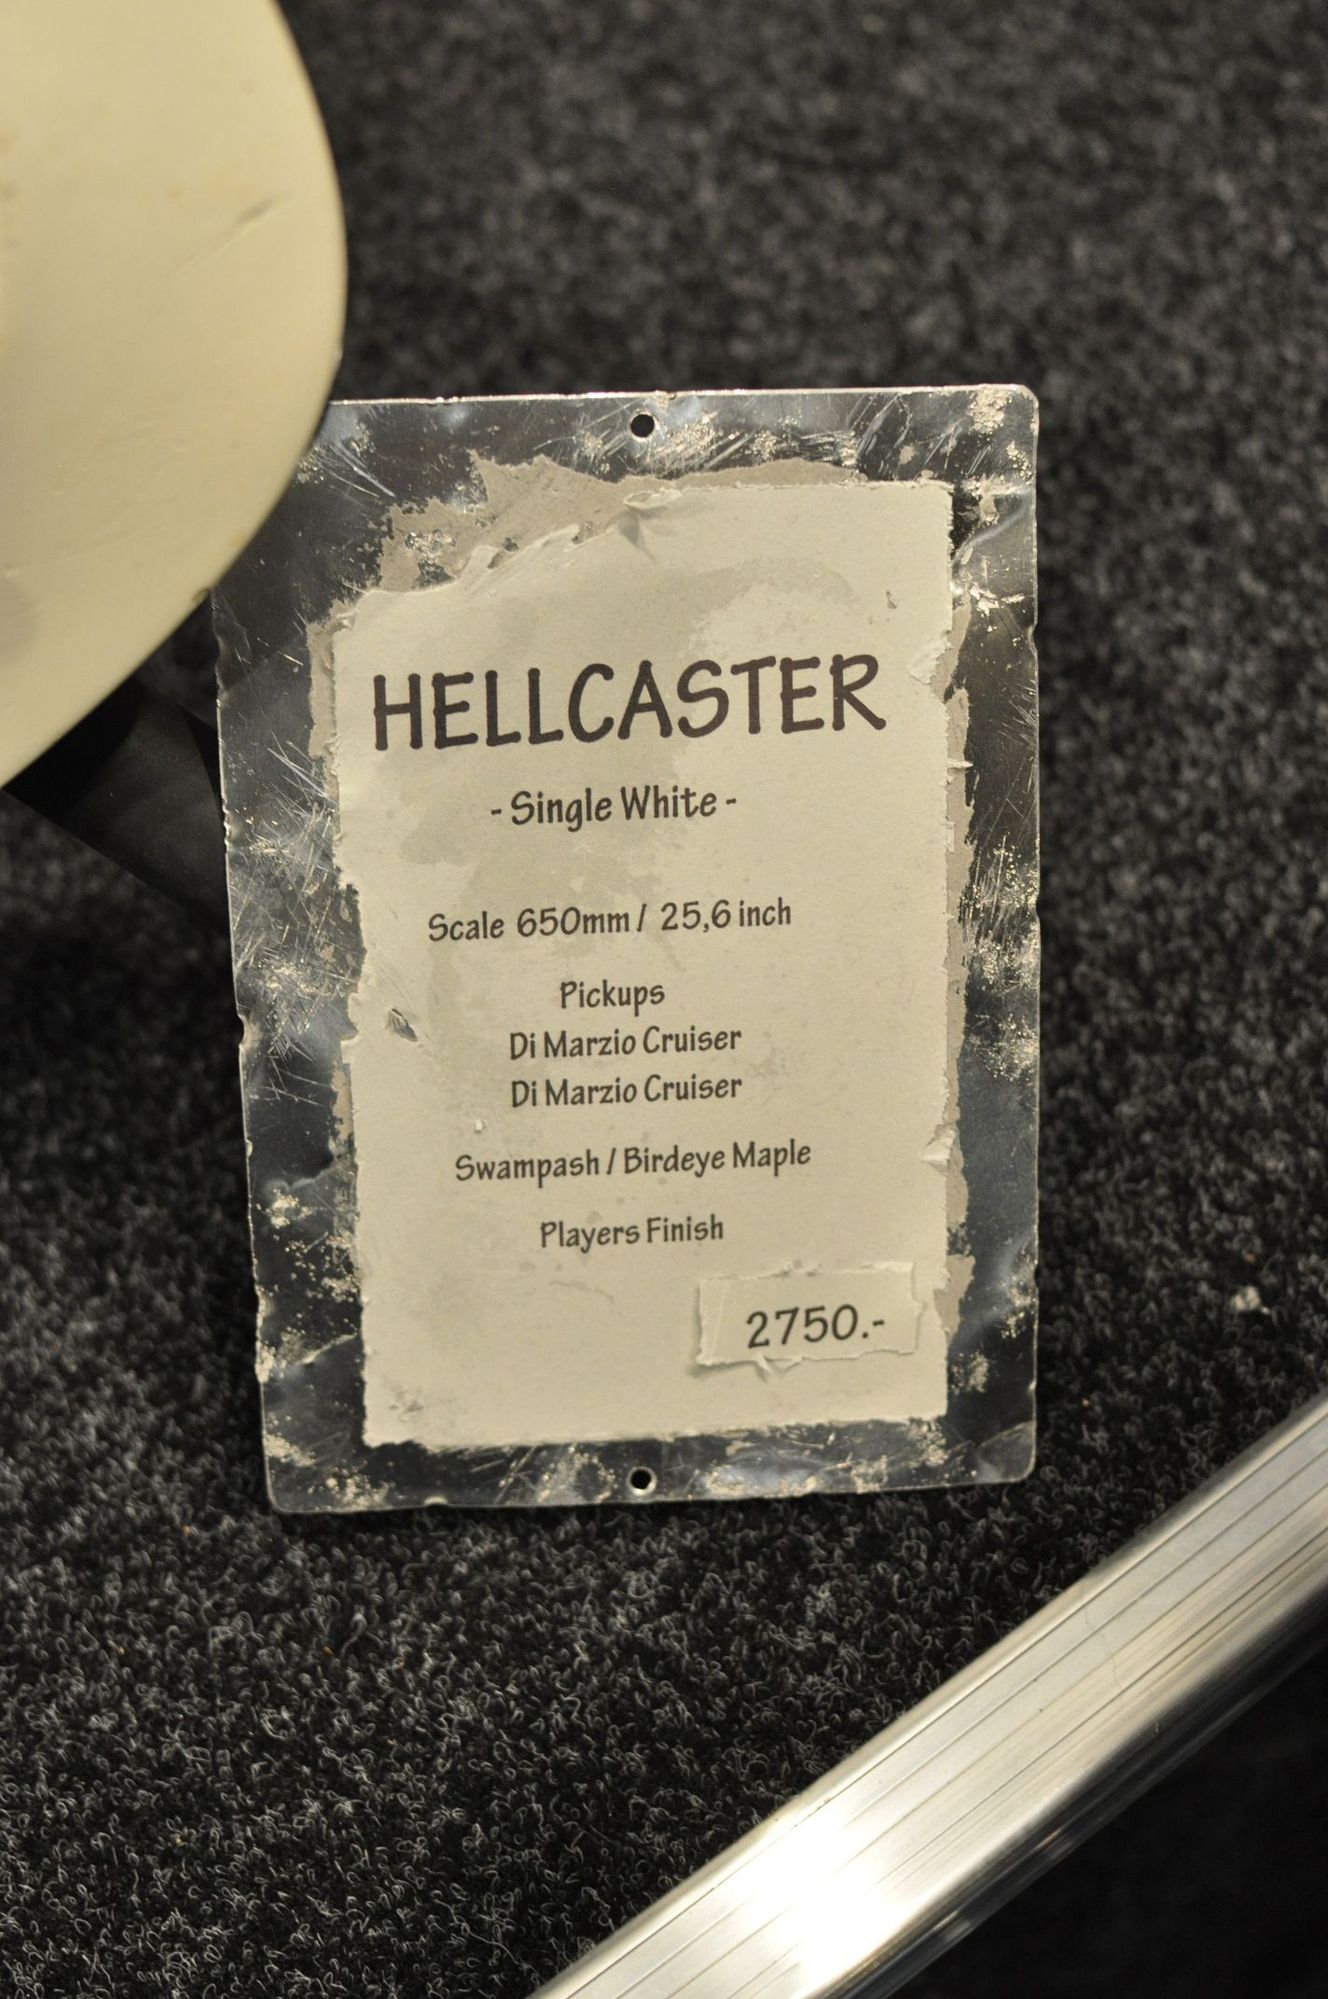 HELLCASTER
- Single White -
Scale 650mm / 25,6 inch
Pickups
Di Marzio Cruiser
Di Marzio Cruiser
Swampash / Birdeye Maple
Players Finish
2750.-